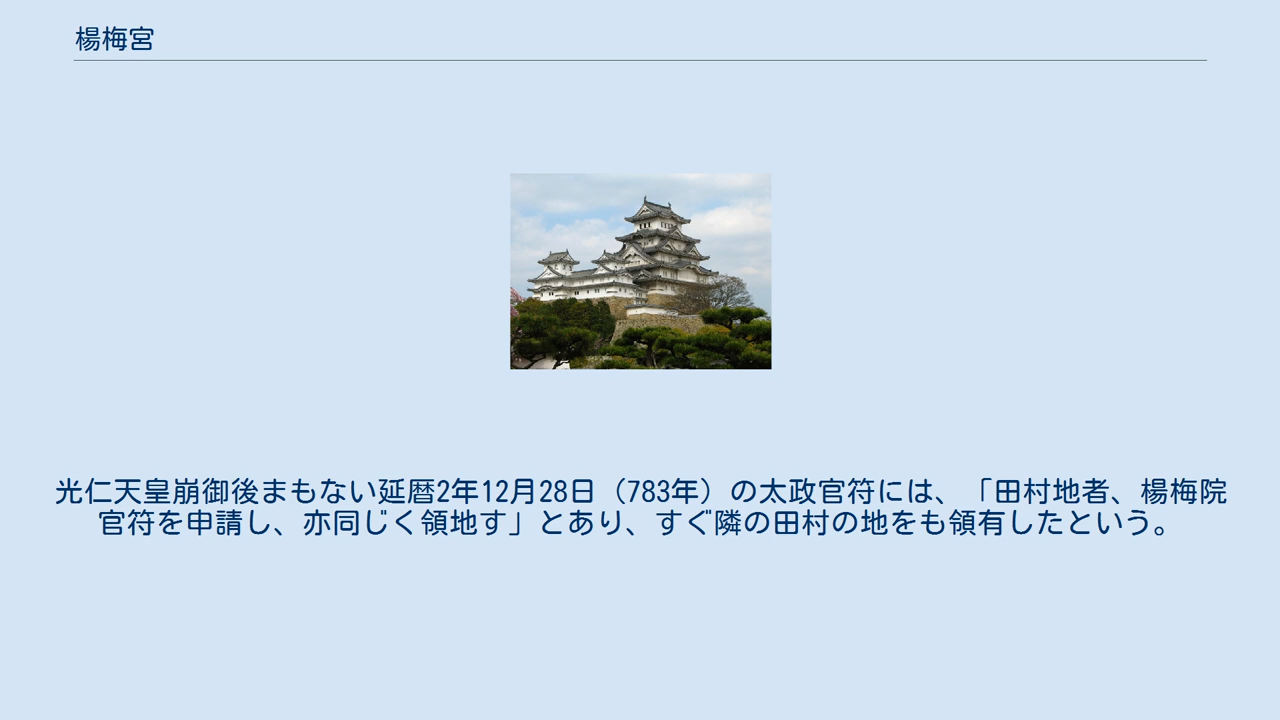 楊梅宮
光仁天皇崩御後まもない延暦2年12月28日（783年）の太政官符には、「田村地者、楊梅院
官符を申請し、亦同じく領地す」とあり、すぐ隣の田村の地をも領有したという。